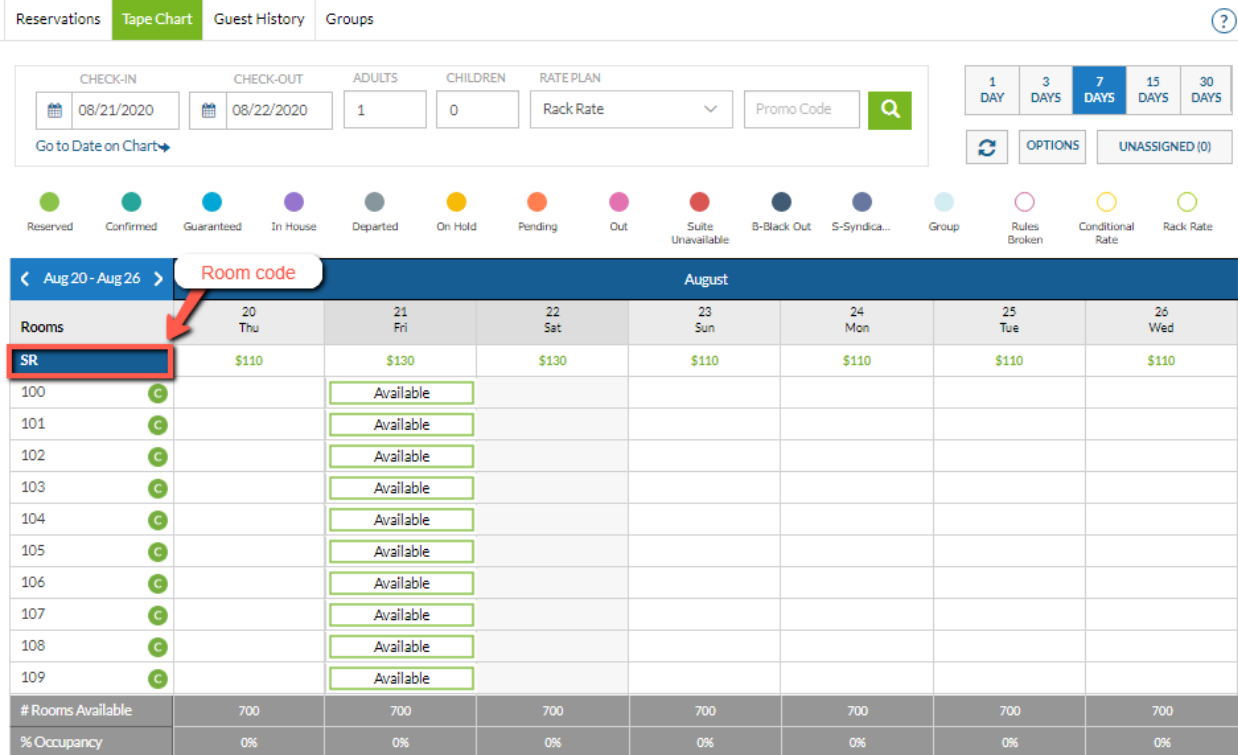 Reservations Tape Chart Guest History Groups ?
CHECK-IN CHECK-OUT ADULTS CHILDREN RATE PLAN
08/21/2020 08/22/2020 1 0 Rack Rate Promo Code
Go to Date on Chart
1 DAY 3 DAYS 7 DAYS 15 DAYS 30 DAYS
OPTIONS UNASSIGNED (0)
Reserved Confirmed Guaranteed In House Departed On Hold Pending Out Suite Unavailable B-Black Out S-Syndica... Group Rules Broken Conditional Rate Rack Rate
Aug 20 - Aug 26 Room code August
Rooms 20 Thu 21 Fri 22 Sat 23 Sun 24 Mon 25 Tue 26 Wed
SR $110 $130 $130 $110 $110 $110 $110
100 C Available
101 C Available
102 C Available
103 C Available
104 C Available
105 C Available
106 C Available
107 C Available
108 C Available
109 C Available
# Rooms Available 700 700 700 700 700 700 700
% Occupancy 0% 0% 0% 0% 0% 0% 0%